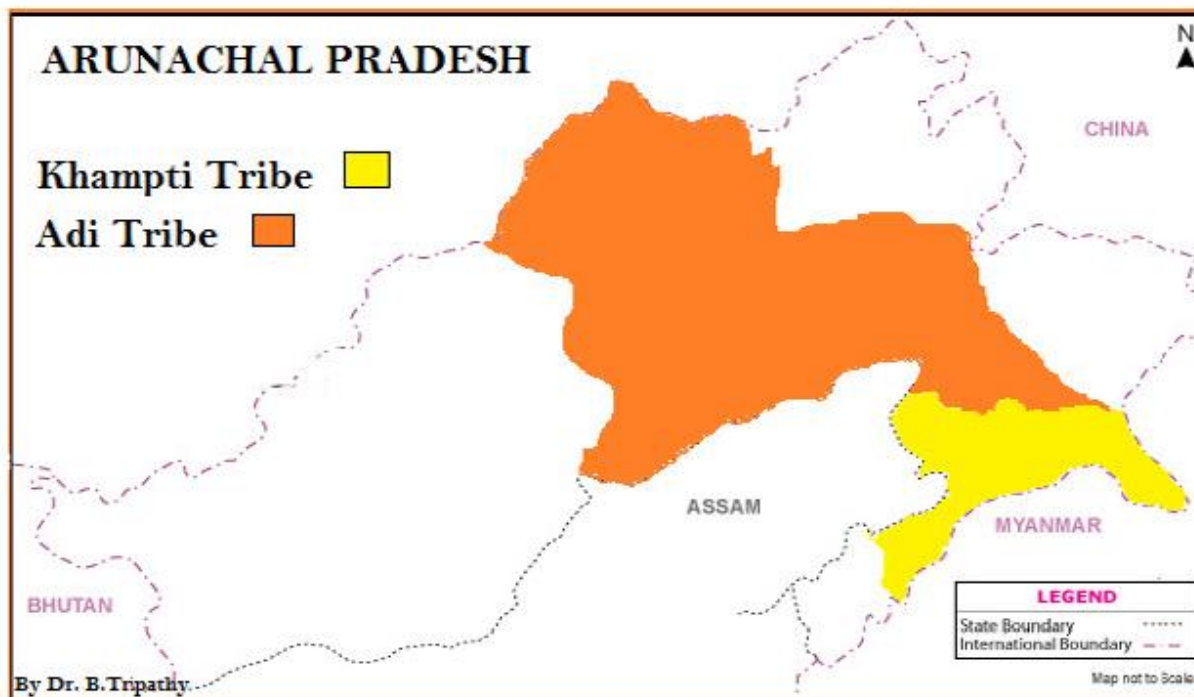 ARUNACHAL PRADESH
N
CHINA
Khampti Tribe
Adi Tribe
ASSAM
MYANMAR
BHUTAN
LEGEND
State Boundary
International Boundary
By Dr. B.Tripathy
Map not to Scale